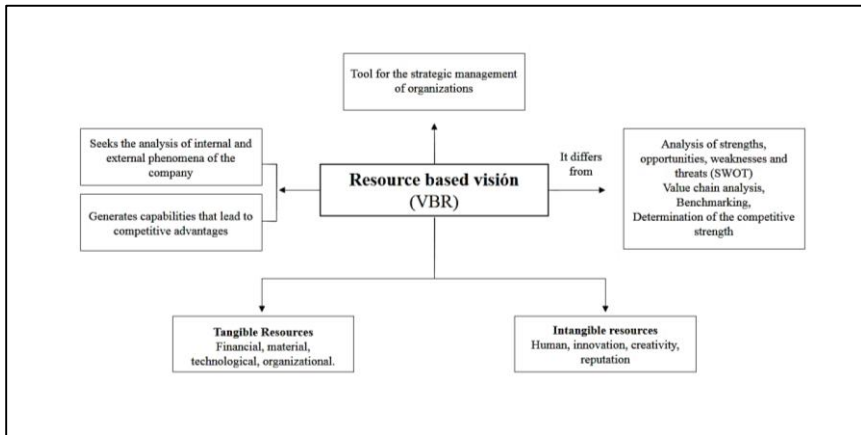 Tool for the strategic management
of organizations
Seeks the analysis of internal and
external phenomena of the
company
Generates capabilities that lead to
competitive advantages
Resource based visión
(VBR)
It differs
from
Analysis of strengths,
opportunities, weaknesses and
threats (SWOT)
Value chain analysis,
Benchmarking,
Determination of the competitive
strength
Tangible Resources
Financial, material,
technological, organizational.
Intangible resources
Human, innovation, creativity,
reputation